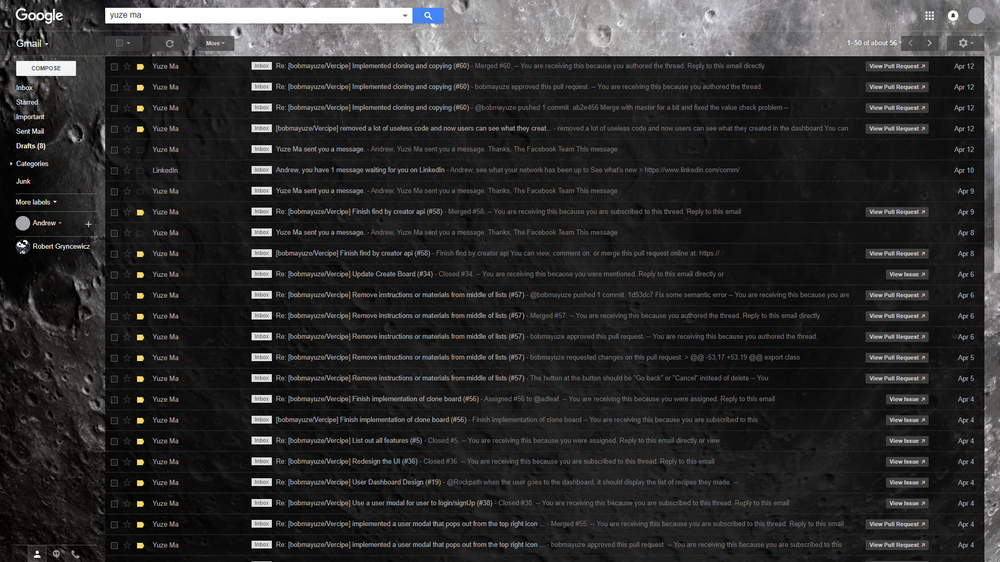 Google
yuze ma
Gmail
More
1–50 of about 56
COMPOSE
Inbox
Starred
Important
Sent Mail
Drafts (8)
Categories
Junk
More labels
Andrew
Robert Gryncewicz
Yuze Ma Inbox Re: [bobmayuze/Vercipe] Implemented cloning and copying (#60) - Merged #60. -- You are receiving this because you authored the thread. Reply to this email directly View Pull Request Apr 12
Yuze Ma Inbox Re: [bobmayuze/Vercipe] Implemented cloning and copying (#60) - bobmayuze approved this pull request. -- You are receiving this because you authored the thread. View Pull Request Apr 12
Yuze Ma Inbox Re: [bobmayuze/Vercipe] Implemented cloning and copying (#60) - @bobmayuze pushed 1 commit. ab2e456 Merge with master for a bit and fixed the value check problem -- View Pull Request Apr 12
Yuze Ma Inbox [bobmayuze/Vercipe] removed a lot of useless code and now users can see what they creat... - removed a lot of useless code and now users can see what they created in the dashboard You can View Pull Request Apr 12
Yuze Ma Inbox Yuze Ma sent you a message. - Andrew, Yuze Ma sent you a message. Thanks, The Facebook Team This message Apr 12
LinkedIn Inbox Andrew, you have 1 message waiting for you on LinkedIn - Andrew, see what your network has been up to See what's new > https://www.linkedin.com/comm/ Apr 10
Yuze Ma Inbox Yuze Ma sent you a message. - Andrew, Yuze Ma sent you a message. Thanks, The Facebook Team This message Apr 9
Yuze Ma Inbox Re: [bobmayuze/Vercipe] Finish find by creator api (#58) - Merged #58. -- You are receiving this because you are subscribed to this thread. Reply to this email View Pull Request Apr 9
Yuze Ma Inbox Yuze Ma sent you a message. - Andrew, Yuze Ma sent you a message. Thanks, The Facebook Team This message Apr 8
Yuze Ma Inbox [bobmayuze/Vercipe] Finish find by creator api (#58) - Finish find by creator api You can view, comment on, or merge this pull request online at: https:// View Pull Request Apr 8
Yuze Ma Inbox Re: [bobmayuze/Vercipe] Update Create Board (#34) - Closed #34. -- You are receiving this because you were mentioned. Reply to this email directly or View Issue Apr 6
Yuze Ma Inbox Re: [bobmayuze/Vercipe] Remove instructions or materials from middle of lists (#57) - @bobmayuze pushed 1 commit. 1d93dc7 Fix some semantic error -- You are receiving this because you are View Pull Request Apr 6
Yuze Ma Inbox Re: [bobmayuze/Vercipe] Remove instructions or materials from middle of lists (#57) - Merged #57. -- You are receiving this because you authored the thread. Reply to this email directly View Pull Request Apr 6
Yuze Ma Inbox Re: [bobmayuze/Vercipe] Remove instructions or materials from middle of lists (#57) - bobmayuze approved this pull request. -- You are receiving this because you authored the thread. View Pull Request Apr 6
Yuze Ma Inbox Re: [bobmayuze/Vercipe] Remove instructions or materials from middle of lists (#57) - bobmayuze requested changes on this pull request. > @@ -53,17 +53,19 @@ export class View Pull Request Apr 5
Yuze Ma Inbox Re: [bobmayuze/Vercipe] Remove instructions or materials from middle of lists (#57) - The button at the button should be "Go back" or "Cancel" instead of delete -- You View Pull Request Apr 5
Yuze Ma Inbox Re: [bobmayuze/Vercipe] Finish implementation of clone board (#56) - Assigned #56 to @adleaf. -- You are receiving this because you were assigned. Reply to this email View Issue Apr 4
Yuze Ma Inbox [bobmayuze/Vercipe] Finish implementation of clone board (#56) - Finish implementation of clone board -- You are receiving this because you are subscribed to this View Issue Apr 4
Yuze Ma Inbox Re: [bobmayuze/Vercipe] List out all features (#5) - Closed #5. -- You are receiving this because you were assigned. Reply to this email directly or view View Issue Apr 4
Yuze Ma Inbox Re: [bobmayuze/Vercipe] Redesign the UI (#36) - Closed #36. -- You are receiving this because you are subscribed to this thread. Reply to this email View Issue Apr 4
Yuze Ma Inbox Re: [bobmayuze/Vercipe] User Dashboard Design (#19) - @Rockpath when the user goes to the dashboard, it should display the list of recipes they made. -- View Issue Apr 4
Yuze Ma Inbox Re: [bobmayuze/Vercipe] Use a user modal for user to login/signUp (#38) - Closed #38. -- You are receiving this because you are subscribed to this thread. Reply to this email View Issue Apr 4
Yuze Ma Inbox Re: [bobmayuze/Vercipe] implemented a user modal that pops out from the top right icon ... - Merged #55. -- You are receiving this because you are subscribed to this thread. Reply to this email View Pull Request Apr 4
Yuze Ma Inbox Re: [bobmayuze/Vercipe] implemented a user modal that pops out from the top right icon ... - bobmayuze approved this pull request. -- You are receiving this because you are subscribed to this View Pull Request Apr 4